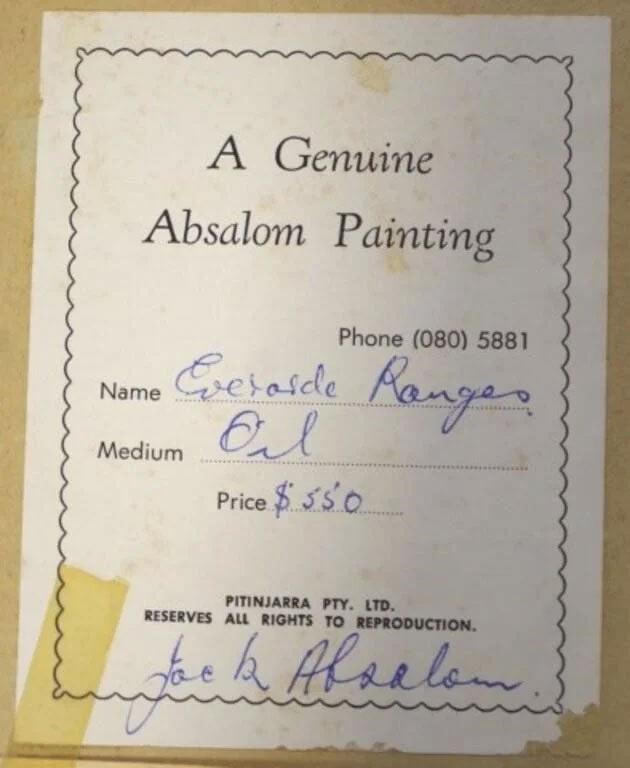 A Genuine
Absalom Painting
Phone (080) 5881
Name Everarde Ranges
Medium Oil
Price $550
PITINJARRA PTY. LTD.
RESERVES ALL RIGHTS TO REPRODUCTION.
Jack Absalom.